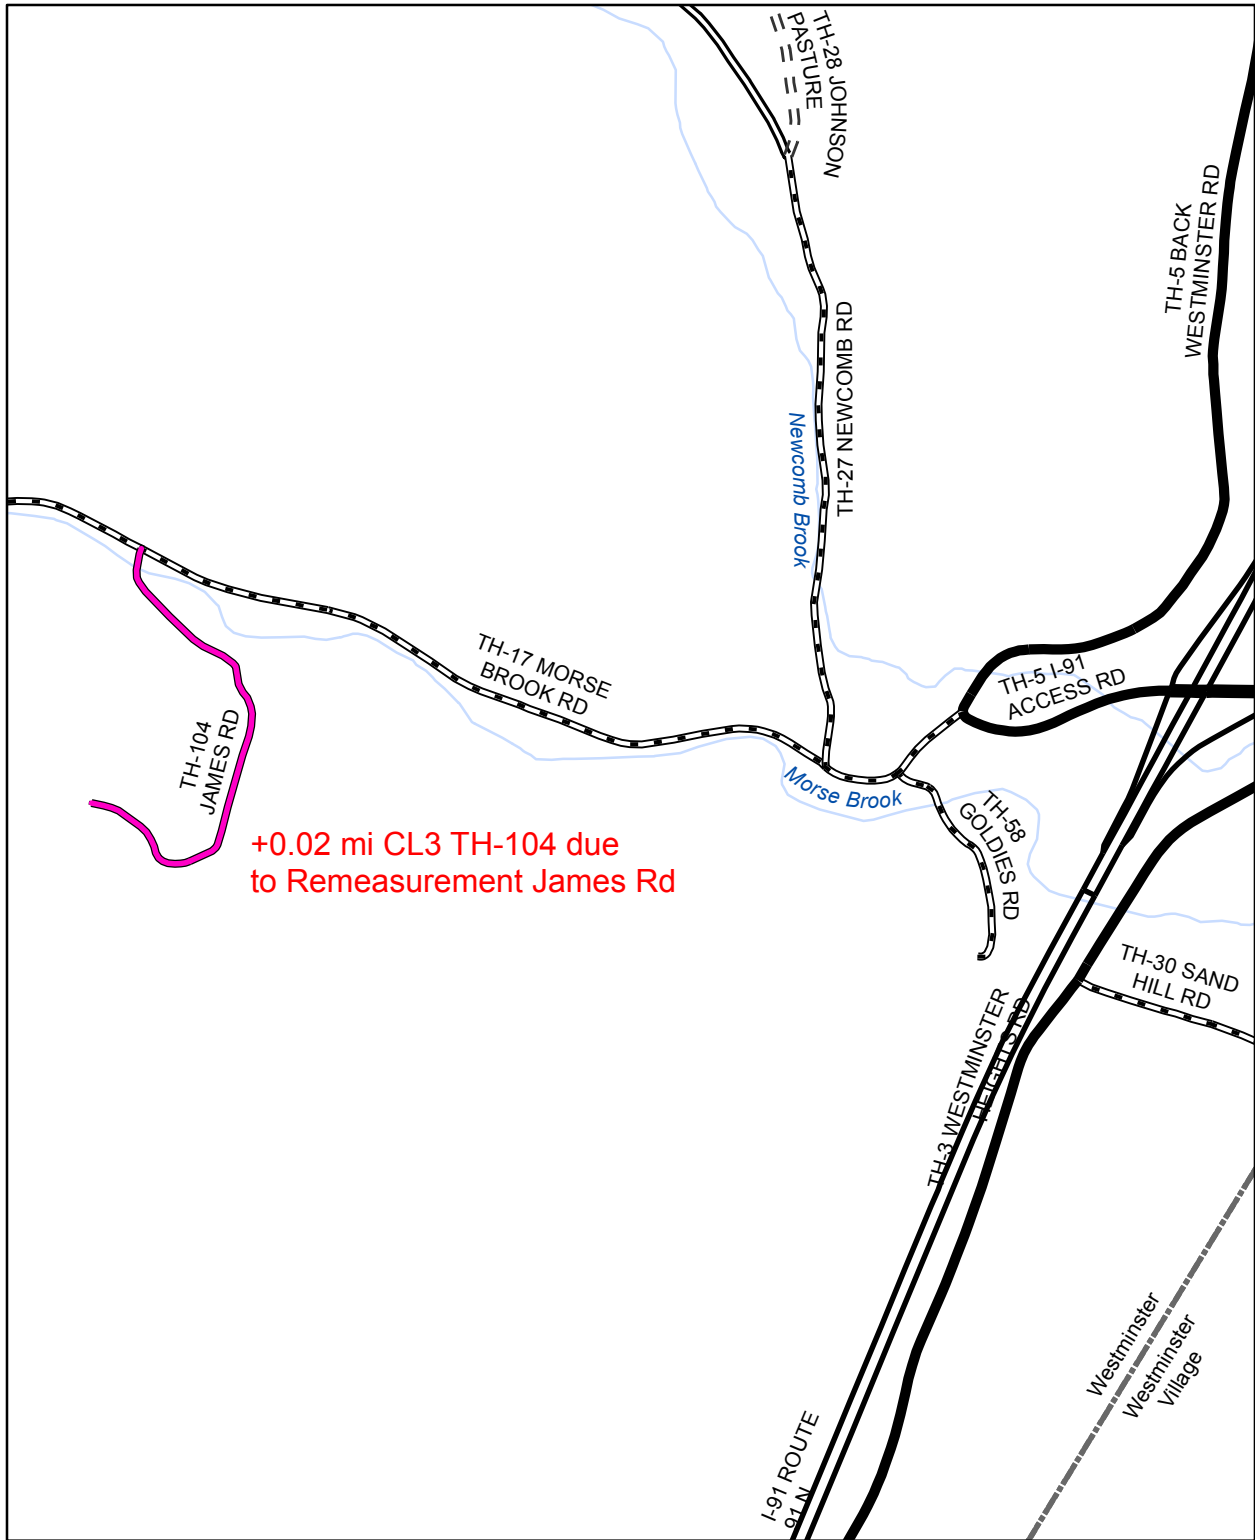 TH-28 JOHNSON
PASTURE
TH-5 BACK
WESTMINSTER RD
TH-27 NEWCOMB RD
Newcomb Brook
TH-17 MORSE
BROOK RD
TH-5 I-91
ACCESS RD
TH-104
JAMES RD
Morse Brook
TH-58
GOLDIES RD
+0.02 mi CL3 TH-104 due
to Remeasurement James Rd
TH-30 SAND
HILL RD
TH-3 WESTMINSTER
HEIGHTS RD
Westminster
Westminster
Village
I-91 ROUTE
91 N